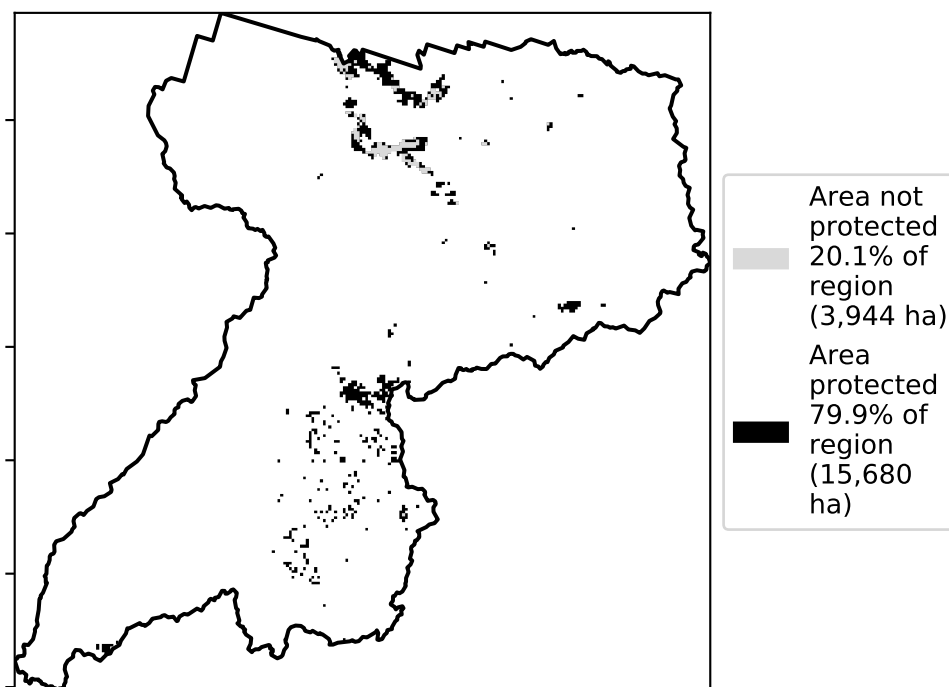 Area not
protected
20.1% of
region
(3,944 ha)
Area
protected
79.9% of
region
(15,680
ha)